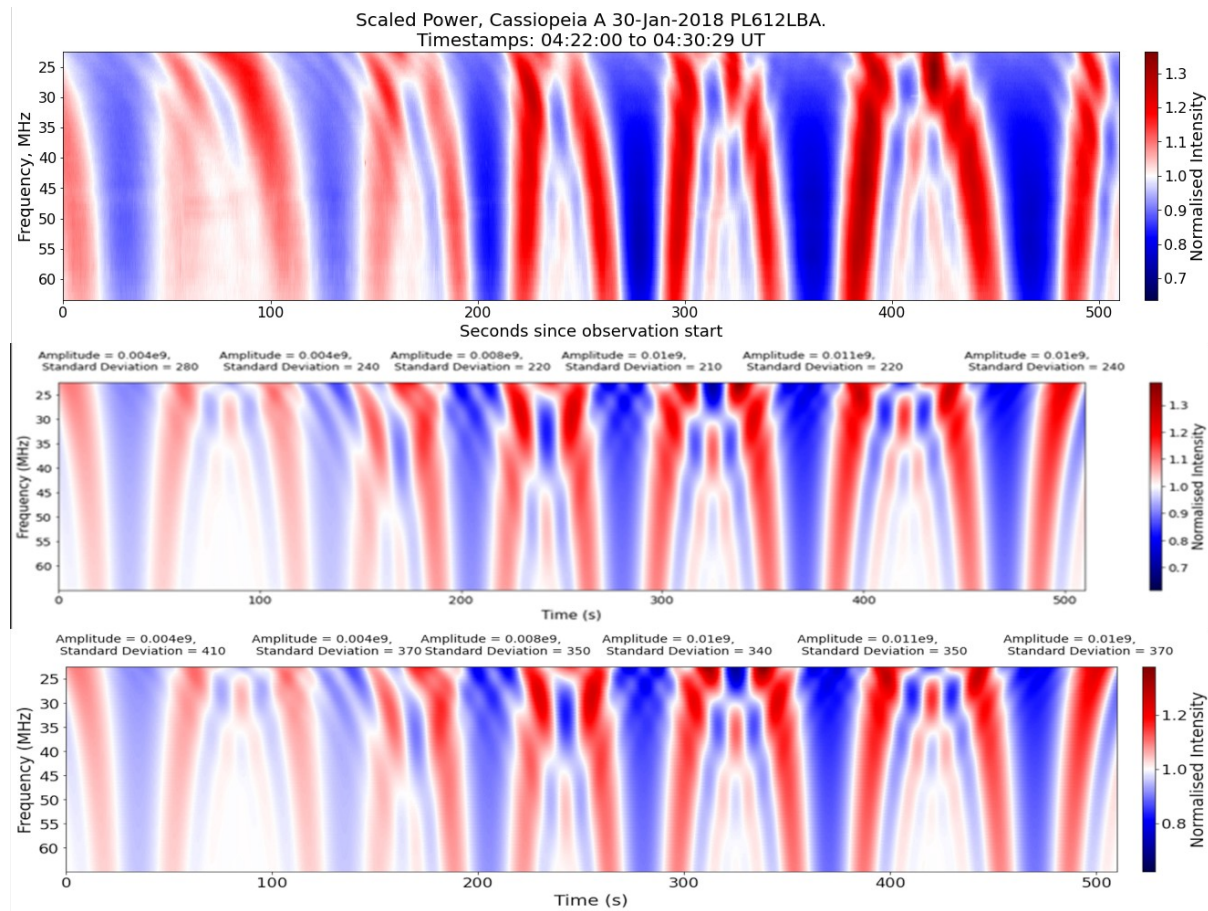 Scaled Power, Cassiopeia A 30-Jan-2018 PL612LBA.
Timestamps: 04:22:00 to 04:30:29 UT
Frequency, MHz
25
30
35
40
45
50
55
60
0 100 200 300 400 500
Seconds since observation start
1.3
1.2
1.1
1.0
0.9
0.8
0.7
Normalised Intensity
Amplitude = 0.004e9, Amplitude = 0.004e9, Amplitude = 0.008e9, Amplitude = 0.01e9, Amplitude = 0.011e9, Amplitude = 0.01e9,
Standard Deviation = 280 Standard Deviation = 240 Standard Deviation = 220 Standard Deviation = 210 Standard Deviation = 220 Standard Deviation = 240
Frequency (MHz)
25
30
35
40
45
50
55
60
0 100 200 300 400 500
Time (s)
1.3
1.2
1.1
1.0
0.9
0.8
0.7
Normalised Intensity
Amplitude = 0.004e9, Amplitude = 0.004e9, Amplitude = 0.008e9, Amplitude = 0.01e9, Amplitude = 0.011e9, Amplitude = 0.01e9,
Standard Deviation = 410 Standard Deviation = 370 Standard Deviation = 350 Standard Deviation = 340 Standard Deviation = 350 Standard Deviation = 370
Frequency (MHz)
25
30
35
40
45
50
55
60
0 100 200 300 400 500
Time (s)
1.2
1.0
0.8
Normalised Intensity